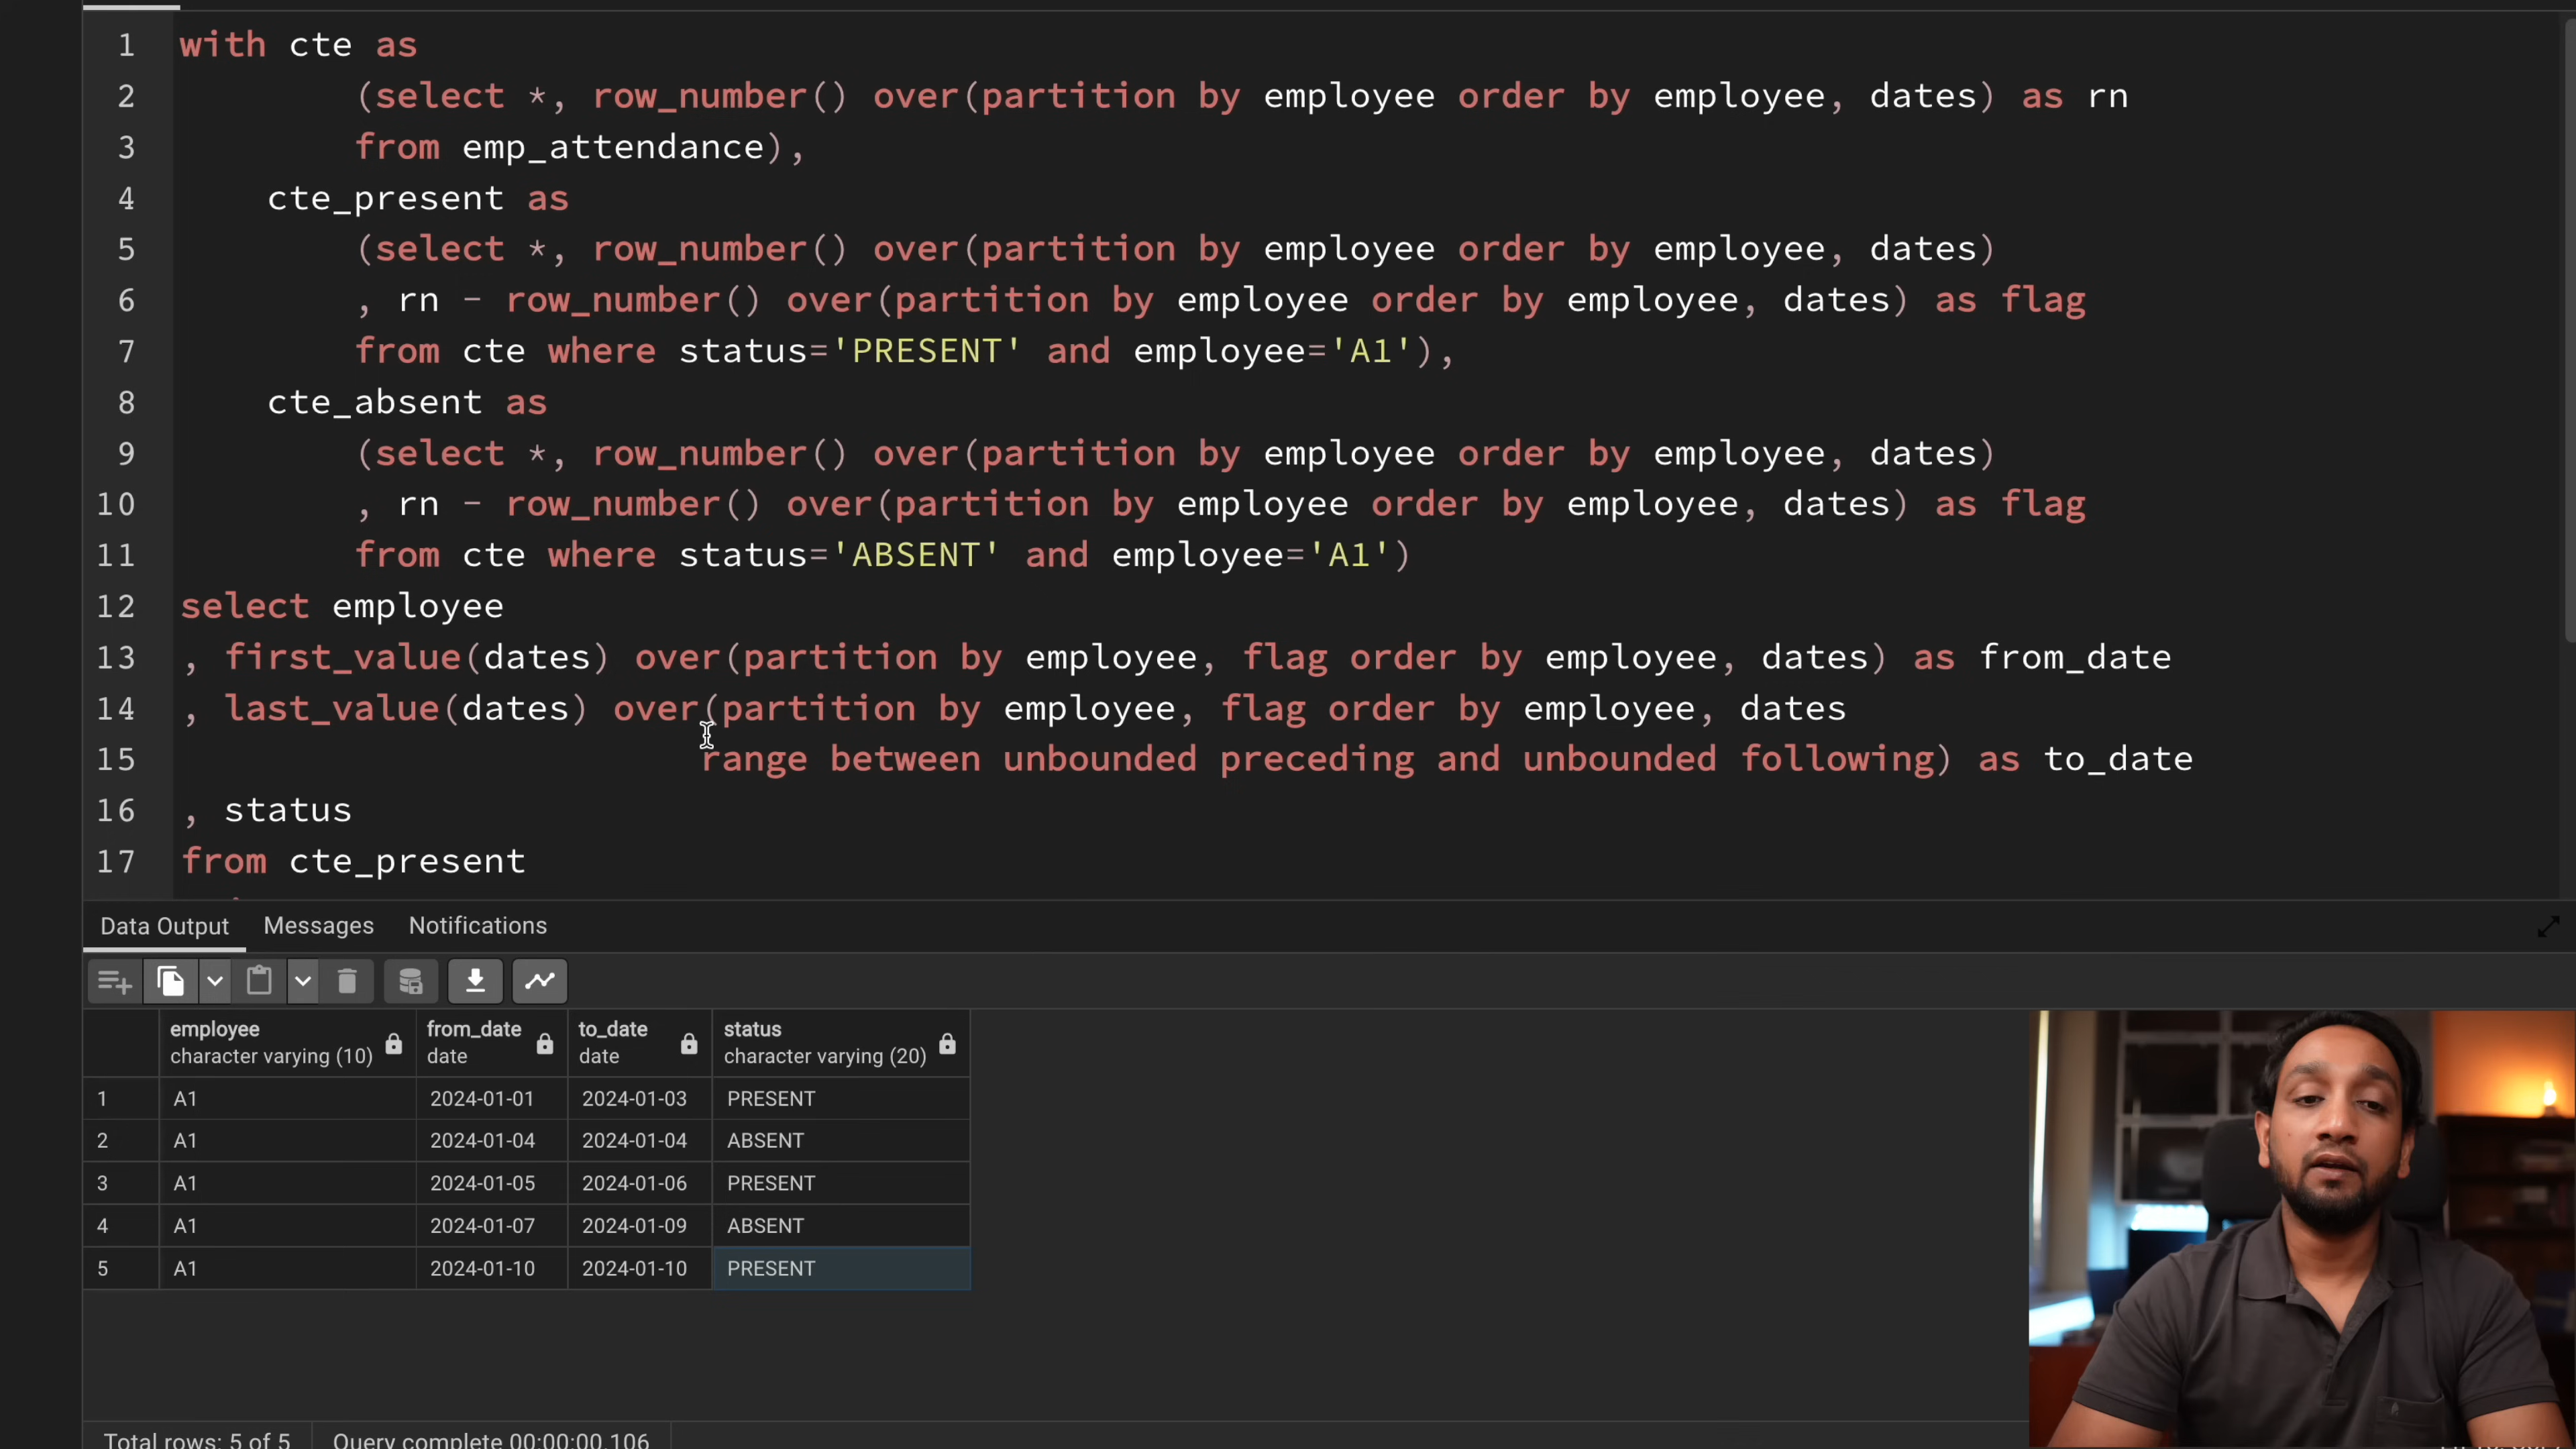 1 with cte as
2 (select *, row_number() over(partition by employee order by employee, dates) as rn
3 from emp_attendance),
4 cte_present as
5 (select *, row_number() over(partition by employee order by employee, dates)
6 , rn - row_number() over(partition by employee order by employee, dates) as flag
7 from cte where status='PRESENT' and employee='A1'),
8 cte_absent as
9 (select *, row_number() over(partition by employee order by employee, dates)
10 , rn - row_number() over(partition by employee order by employee, dates) as flag
11 from cte where status='ABSENT' and employee='A1')
12 select employee
13 , first_value(dates) over(partition by employee, flag order by employee, dates) as from_date
14 , last_value(dates) over(partition by employee, flag order by employee, dates
15 range between unbounded preceding and unbounded following) as to_date
16 , status
17 from cte_present
Data Output Messages Notifications
employee from_date to_date status
character varying (10) date date character varying (20)
1 A1 2024-01-01 2024-01-03 PRESENT
2 A1 2024-01-04 2024-01-04 ABSENT
3 A1 2024-01-05 2024-01-06 PRESENT
4 A1 2024-01-07 2024-01-09 ABSENT
5 A1 2024-01-10 2024-01-10 PRESENT
Total rows: 5 of 5 Query complete 00:00:00.106